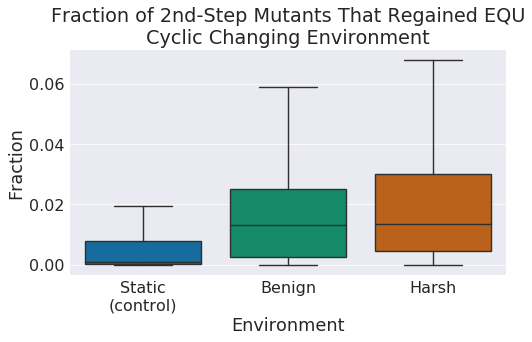 Fraction of 2nd-Step Mutants That Regained EQU
Cyclic Changing Environment
0.06
0.04
0.02
0.00
Fraction
Static
(control)
Benign
Harsh
Environment